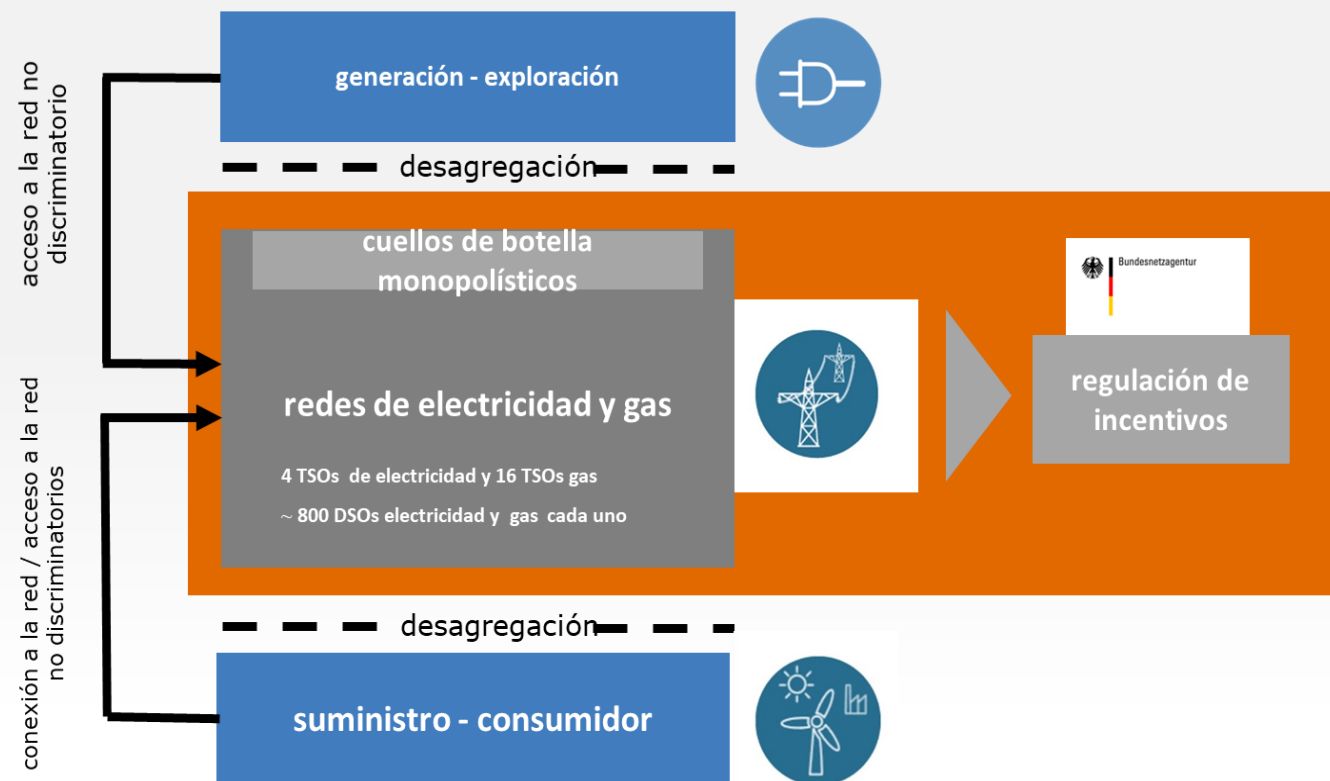 generación - exploración
acceso a la red no
discriminatorio
desagregación
cuellos de botella
monopolísticos
Bundesnetzagentur
redes de electricidad y gas
regulación de
incentivos
4 TSOs de electricidad y 16 TSOs gas
~ 800 DSOs electricidad y gas cada uno
conexión a la red / acceso a la red
no discriminatorios
desagregación
suministro - consumidor